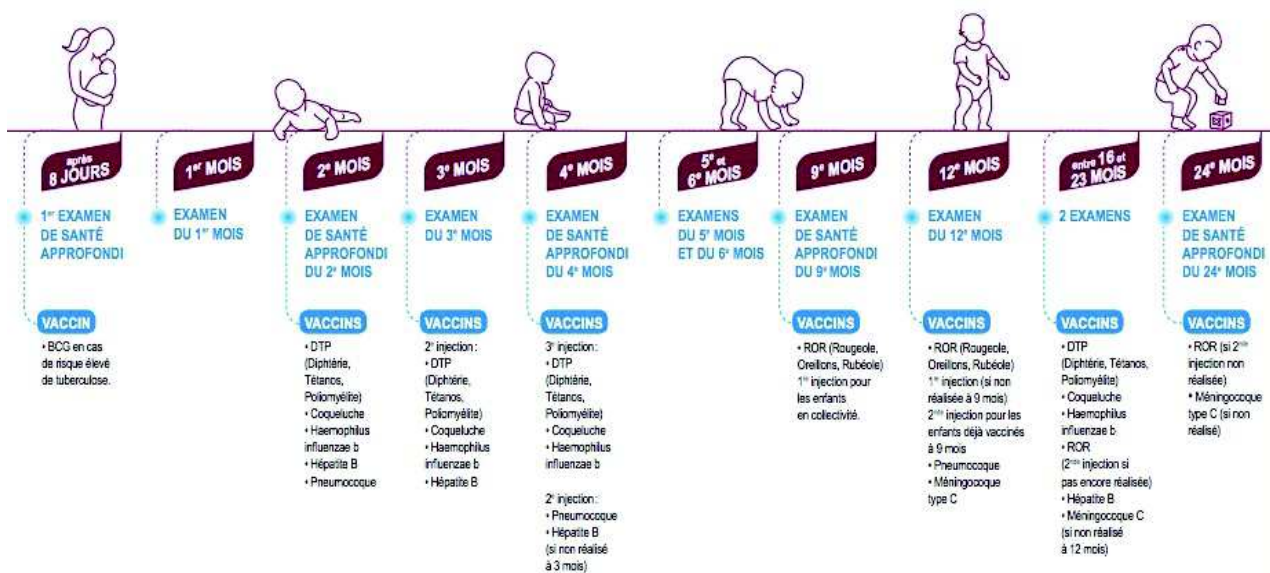 après
8 JOURS
1er EXAMEN
DE SANTÉ
APPROFONDI
VACCIN
• BCG en cas
de risque élevé
de tuberculose.
1er MOIS
EXAMEN
DU 1er MOIS
2e MOIS
EXAMEN
DE SANTÉ
APPROFONDI
DU 2e MOIS
VACCINS
• DTP
(Diphtérie,
Tétanos,
Poliomyélite)
• Coqueluche
• Haemophilus
influenzae b
• Hépatite B
• Pneumocoque
3e MOIS
EXAMEN
DU 3e MOIS
VACCINS
2e injection :
• DTP
(Diphtérie,
Tétanos,
Poliomyélite)
• Coqueluche
• Haemophilus
influenzae b
• Hépatite B
4e MOIS
EXAMEN
DE SANTÉ
APPROFONDI
DU 4e MOIS
VACCINS
3e injection :
• DTP
(Diphtérie,
Tétanos,
Poliomyélite)
• Coqueluche
• Haemophilus
influenzae b
2e injection :
• Pneumocoque
• Hépatite B
(si non réalisé
à 3 mois)
5e et
6e MOIS
EXAMENS
DU 5e MOIS
ET DU 6e MOIS
9e MOIS
EXAMEN
DE SANTÉ
APPROFONDI
DU 9e MOIS
VACCINS
• ROR (Rougeole,
Oreillons, Rubéole)
1re injection pour
les enfants
en collectivité.
12e MOIS
EXAMEN
DU 12e MOIS
VACCINS
• ROR (Rougeole,
Oreillons, Rubéole)
1re injection (si non
réalisée à 9 mois)
2nde injection pour les
enfants déjà vaccinés
à 9 mois
• Pneumocoque
• Méningocoque
type C
entre 16 et
23 MOIS
2 EXAMENS
VACCINS
• DTP
(Diphtérie, Tétanos,
Poliomyélite)
• Coqueluche
• Haemophilus
influenzae b
• ROR
(2nde injection si
pas encore réalisée)
• Hépatite B
• Méningocoque C
(si non réalisé
à 12 mois)
24e MOIS
EXAMEN
DE SANTÉ
APPROFONDI
DU 24e MOIS
VACCINS
• ROR (si 2nde
injection non
réalisée)
• Méningocoque
type C (si non
réalisé)